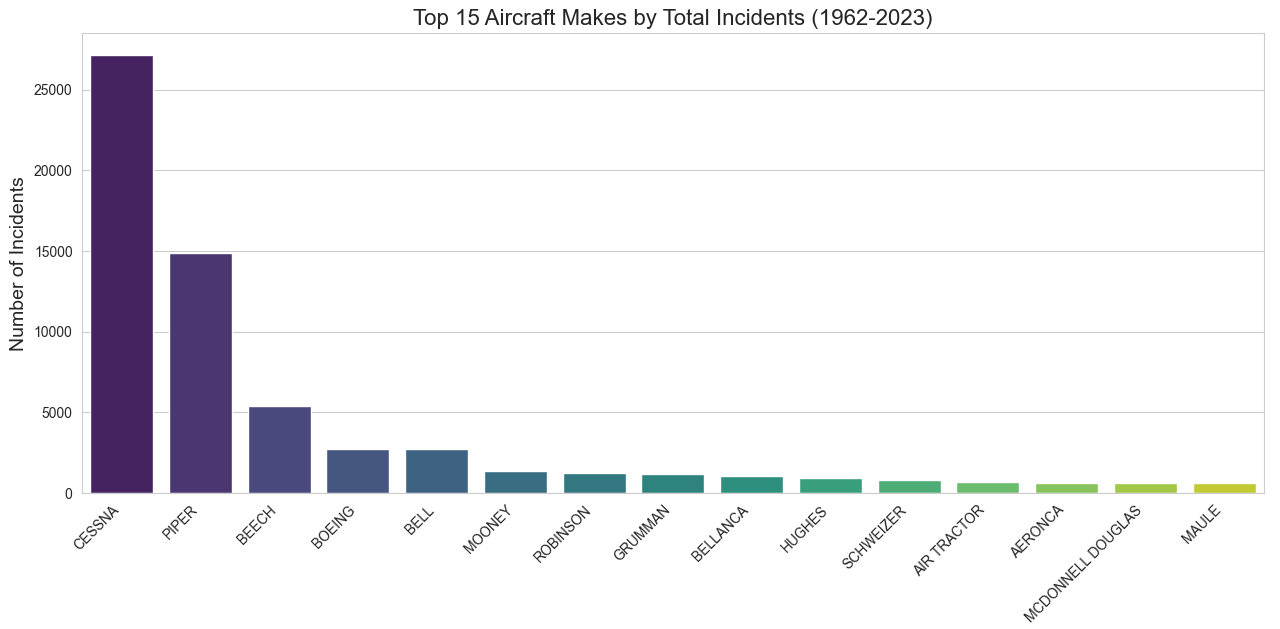 Top 15 Aircraft Makes by Total Incidents (1962-2023)
Number of Incidents
25000
20000
15000
10000
5000
0
CESSNA
PIPER
BEECH
BOEING
BELL
MOONEY
ROBINSON
GRUMMAN
BELLANCA
HUGHES
SCHWEIZER
AIR TRACTOR
AERONCA
MCDONNELL DOUGLAS
MAULE